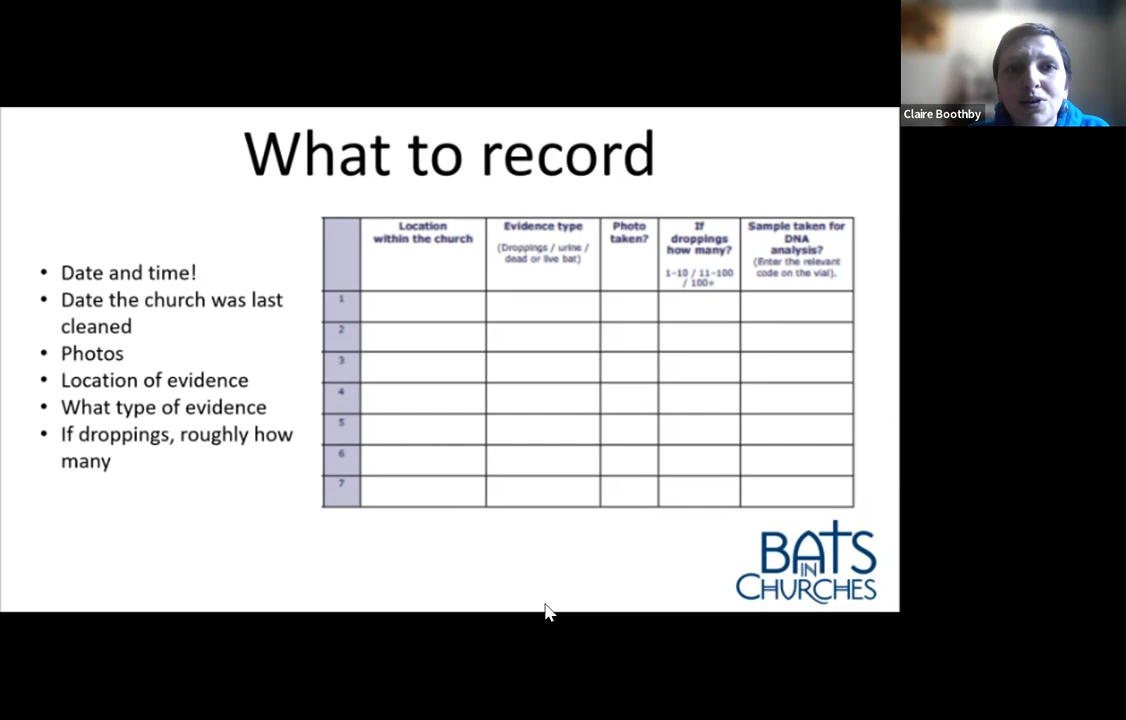 Claire Boothby
What to record
• Date and time!
• Date the church was last
cleaned
• Photos
• Location of evidence
• What type of evidence
• If droppings, roughly how
many
Location
within the church
Evidence type
(Droppings / urine /
dead or live bat)
Photo
taken?
If
droppings
how many?
1-10 / 11-100
/ 100+
Sample taken for
DNA
analysis?
(Enter the relevant
code on the vial).
1
2
3
4
5
6
7
BATS
IN
CHURCHES